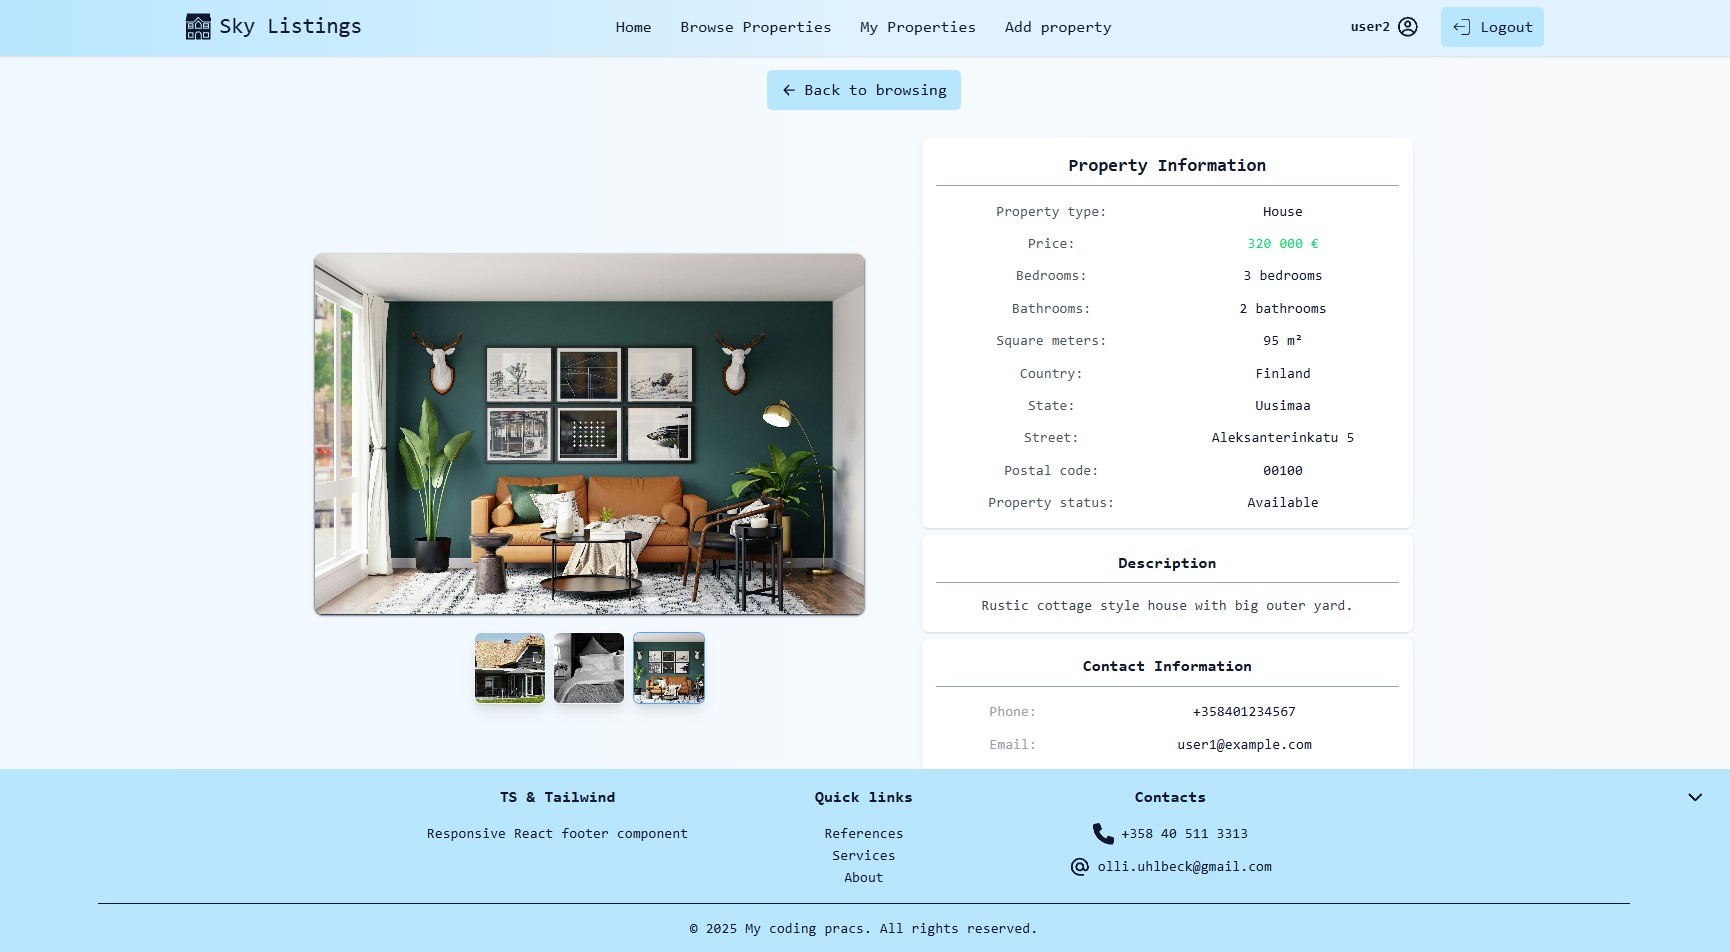 Sky Listings
Home Browse Properties My Properties Add property
user2 Logout
← Back to browsing
Property Information
Property type: House
Price: 320 000 €
Bedrooms: 3 bedrooms
Bathrooms: 2 bathrooms
Square meters: 95 m²
Country: Finland
State: Uusimaa
Street: Aleksanterinkatu 5
Postal code: 00100
Property status: Available
Description
Rustic cottage style house with big outer yard.
Contact Information
Phone: +358401234567
Email: user1@example.com
TS & Tailwind
Responsive React footer component
Quick links
References
Services
About
Contacts
+358 40 511 3313
olli.uhlbeck@gmail.com
© 2025 My coding pracs. All rights reserved.